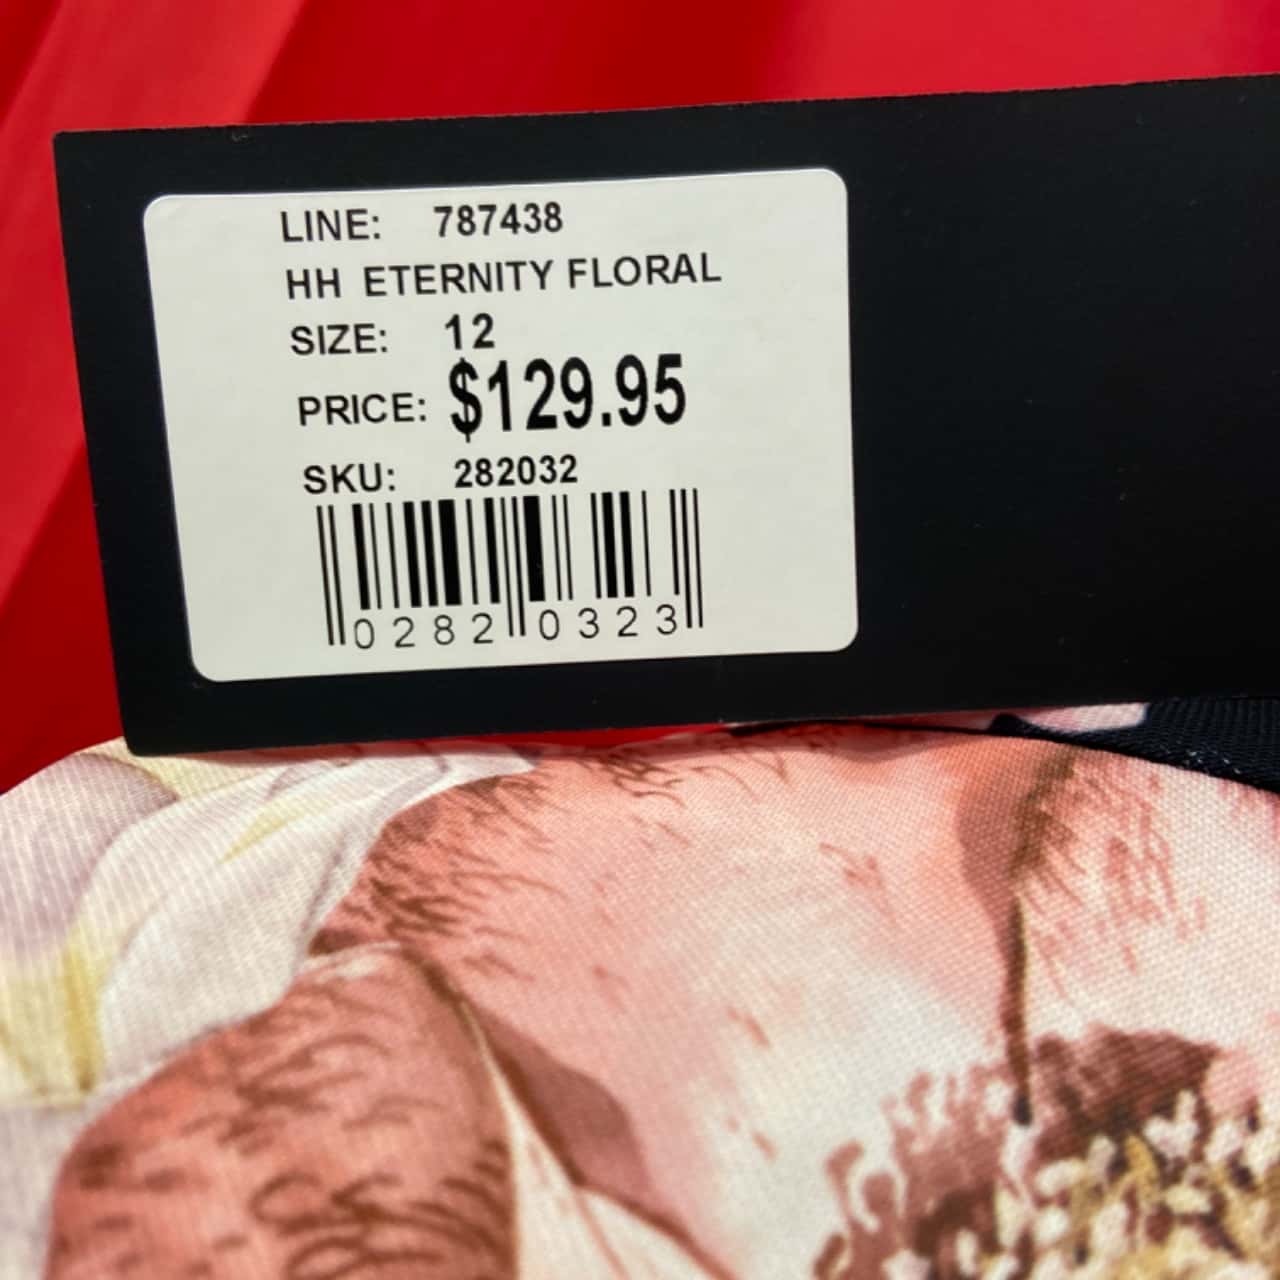 LINE: 787438
HH ETERNITY FLORAL
SIZE: 12
PRICE: $129.95
SKU: 282032
0282 0323